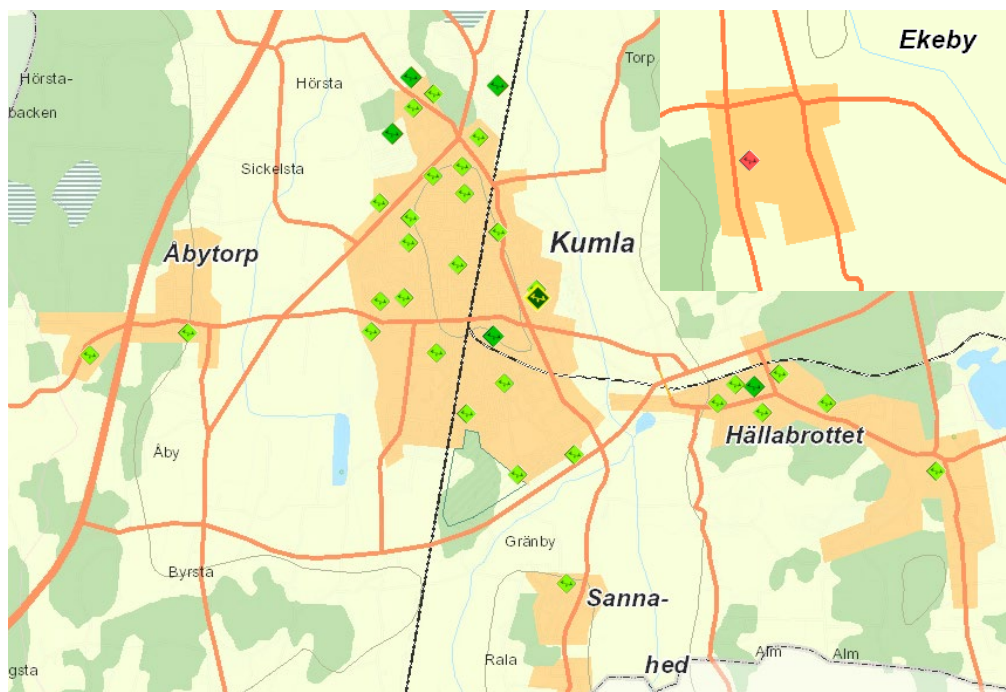 Ekeby
Torp
Hörsta-
backen
Hörsta
Sickelsta
Åbytorp
Kumla
Hällabrottet
Åby
Gränby
Byrsta
Sanna-
hed
Rala
Alm
Alm
gsta